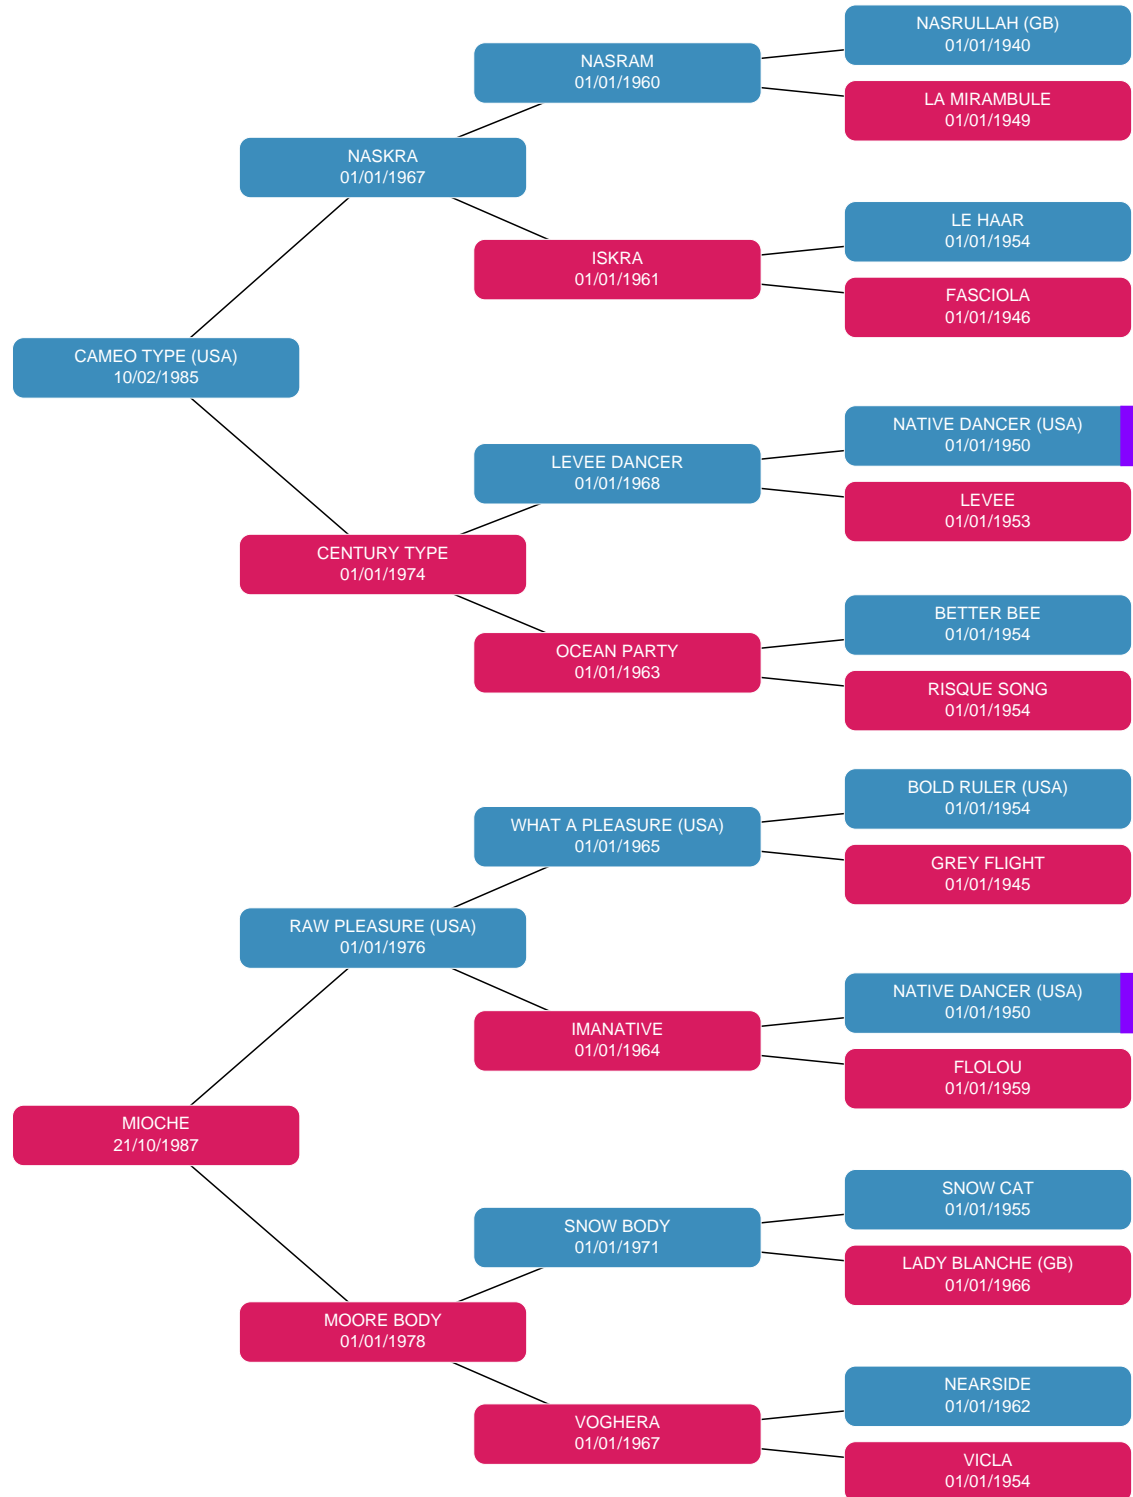 NASRULLAH (GB)
01/01/1940
NASRAM
01/01/1960
LA MIRAMBULE
01/01/1949
NASKRA
01/01/1967
LE HAAR
01/01/1954
ISKRA
01/01/1961
FASCIOLA
01/01/1946
CAMEO TYPE (USA)
10/02/1985
NATIVE DANCER (USA)
01/01/1950
LEVEE DANCER
01/01/1968
LEVEE
01/01/1953
CENTURY TYPE
01/01/1974
BETTER BEE
01/01/1954
OCEAN PARTY
01/01/1963
RISQUE SONG
01/01/1954
BOLD RULER (USA)
01/01/1954
WHAT A PLEASURE (USA)
01/01/1965
GREY FLIGHT
01/01/1945
RAW PLEASURE (USA)
01/01/1976
NATIVE DANCER (USA)
01/01/1950
IMANATIVE
01/01/1964
FLOLOU
01/01/1959
MIOCHE
21/10/1987
SNOW CAT
01/01/1955
SNOW BODY
01/01/1971
LADY BLANCHE (GB)
01/01/1966
MOORE BODY
01/01/1978
NEARSIDE
01/01/1962
VOGHERA
01/01/1967
VICLA
01/01/1954